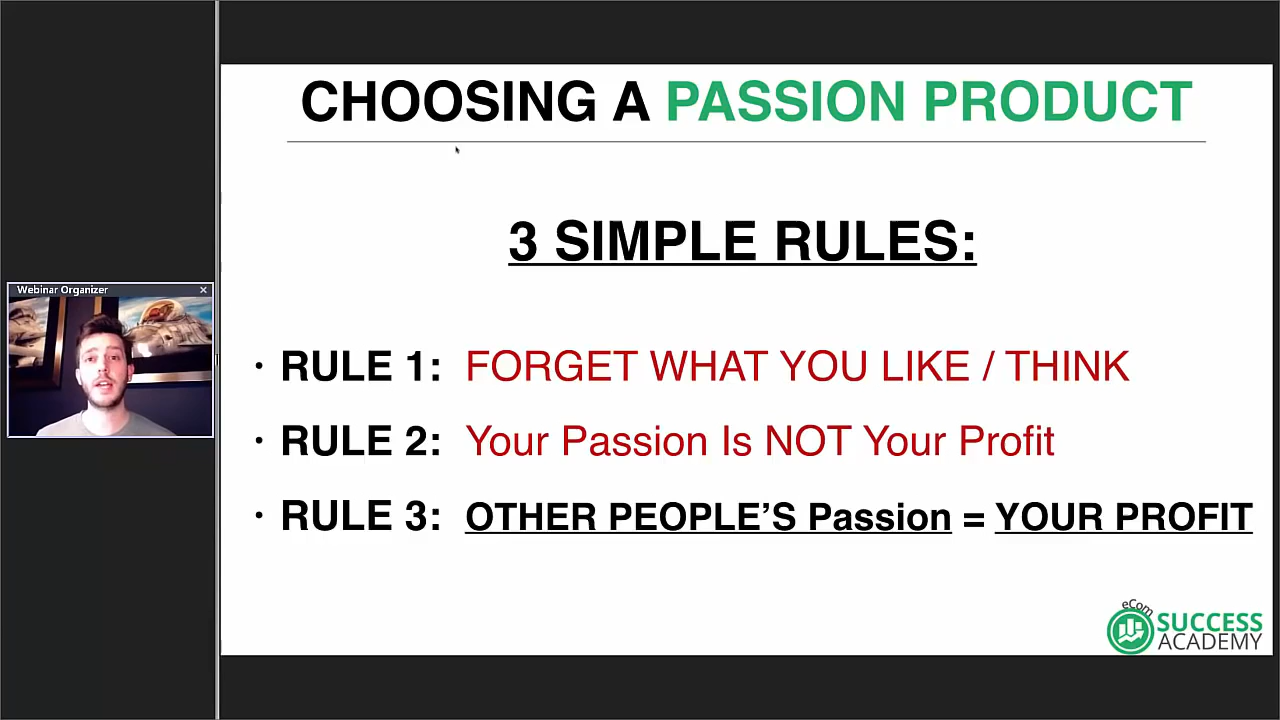 CHOOSING A PASSION PRODUCT
3 SIMPLE RULES:
Webinar Organizer
• RULE 1: FORGET WHAT YOU LIKE / THINK
• RULE 2: Your Passion Is NOT Your Profit
• RULE 3: OTHER PEOPLE'S Passion = YOUR PROFIT
eCom
SUCCESS
ACADEMY